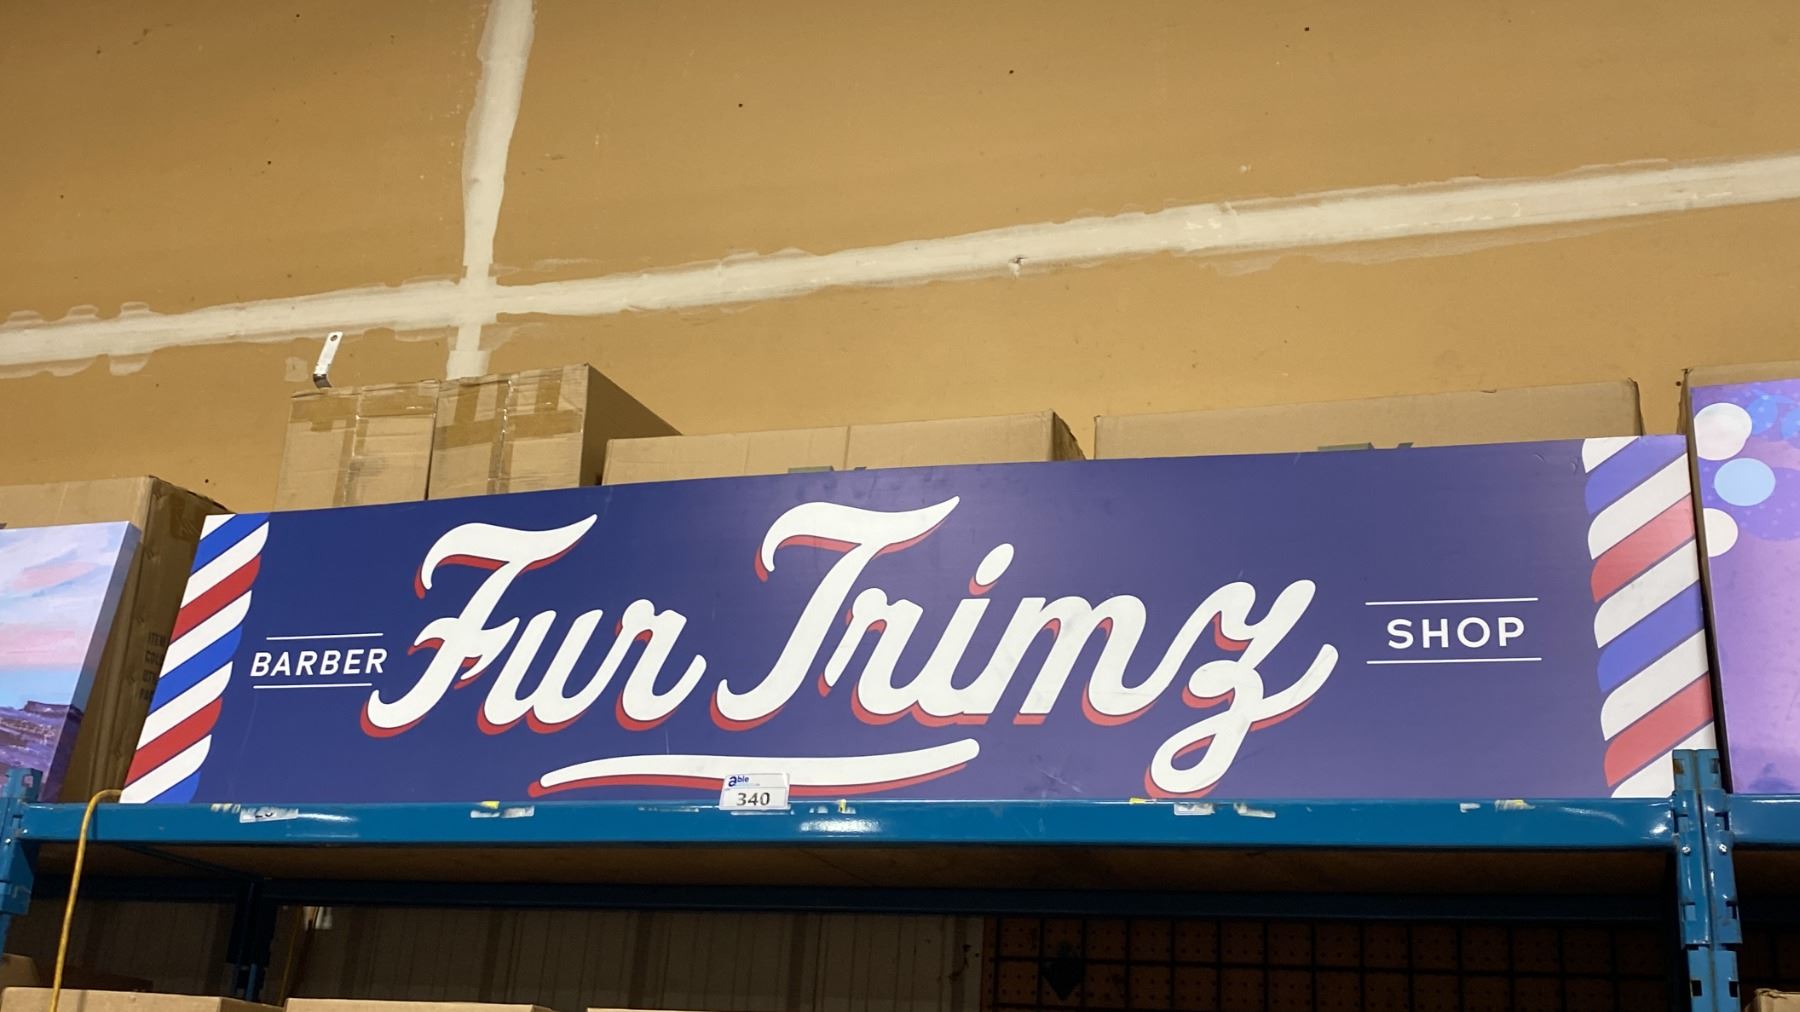 BARBER Fur Trimz SHOP
able
340